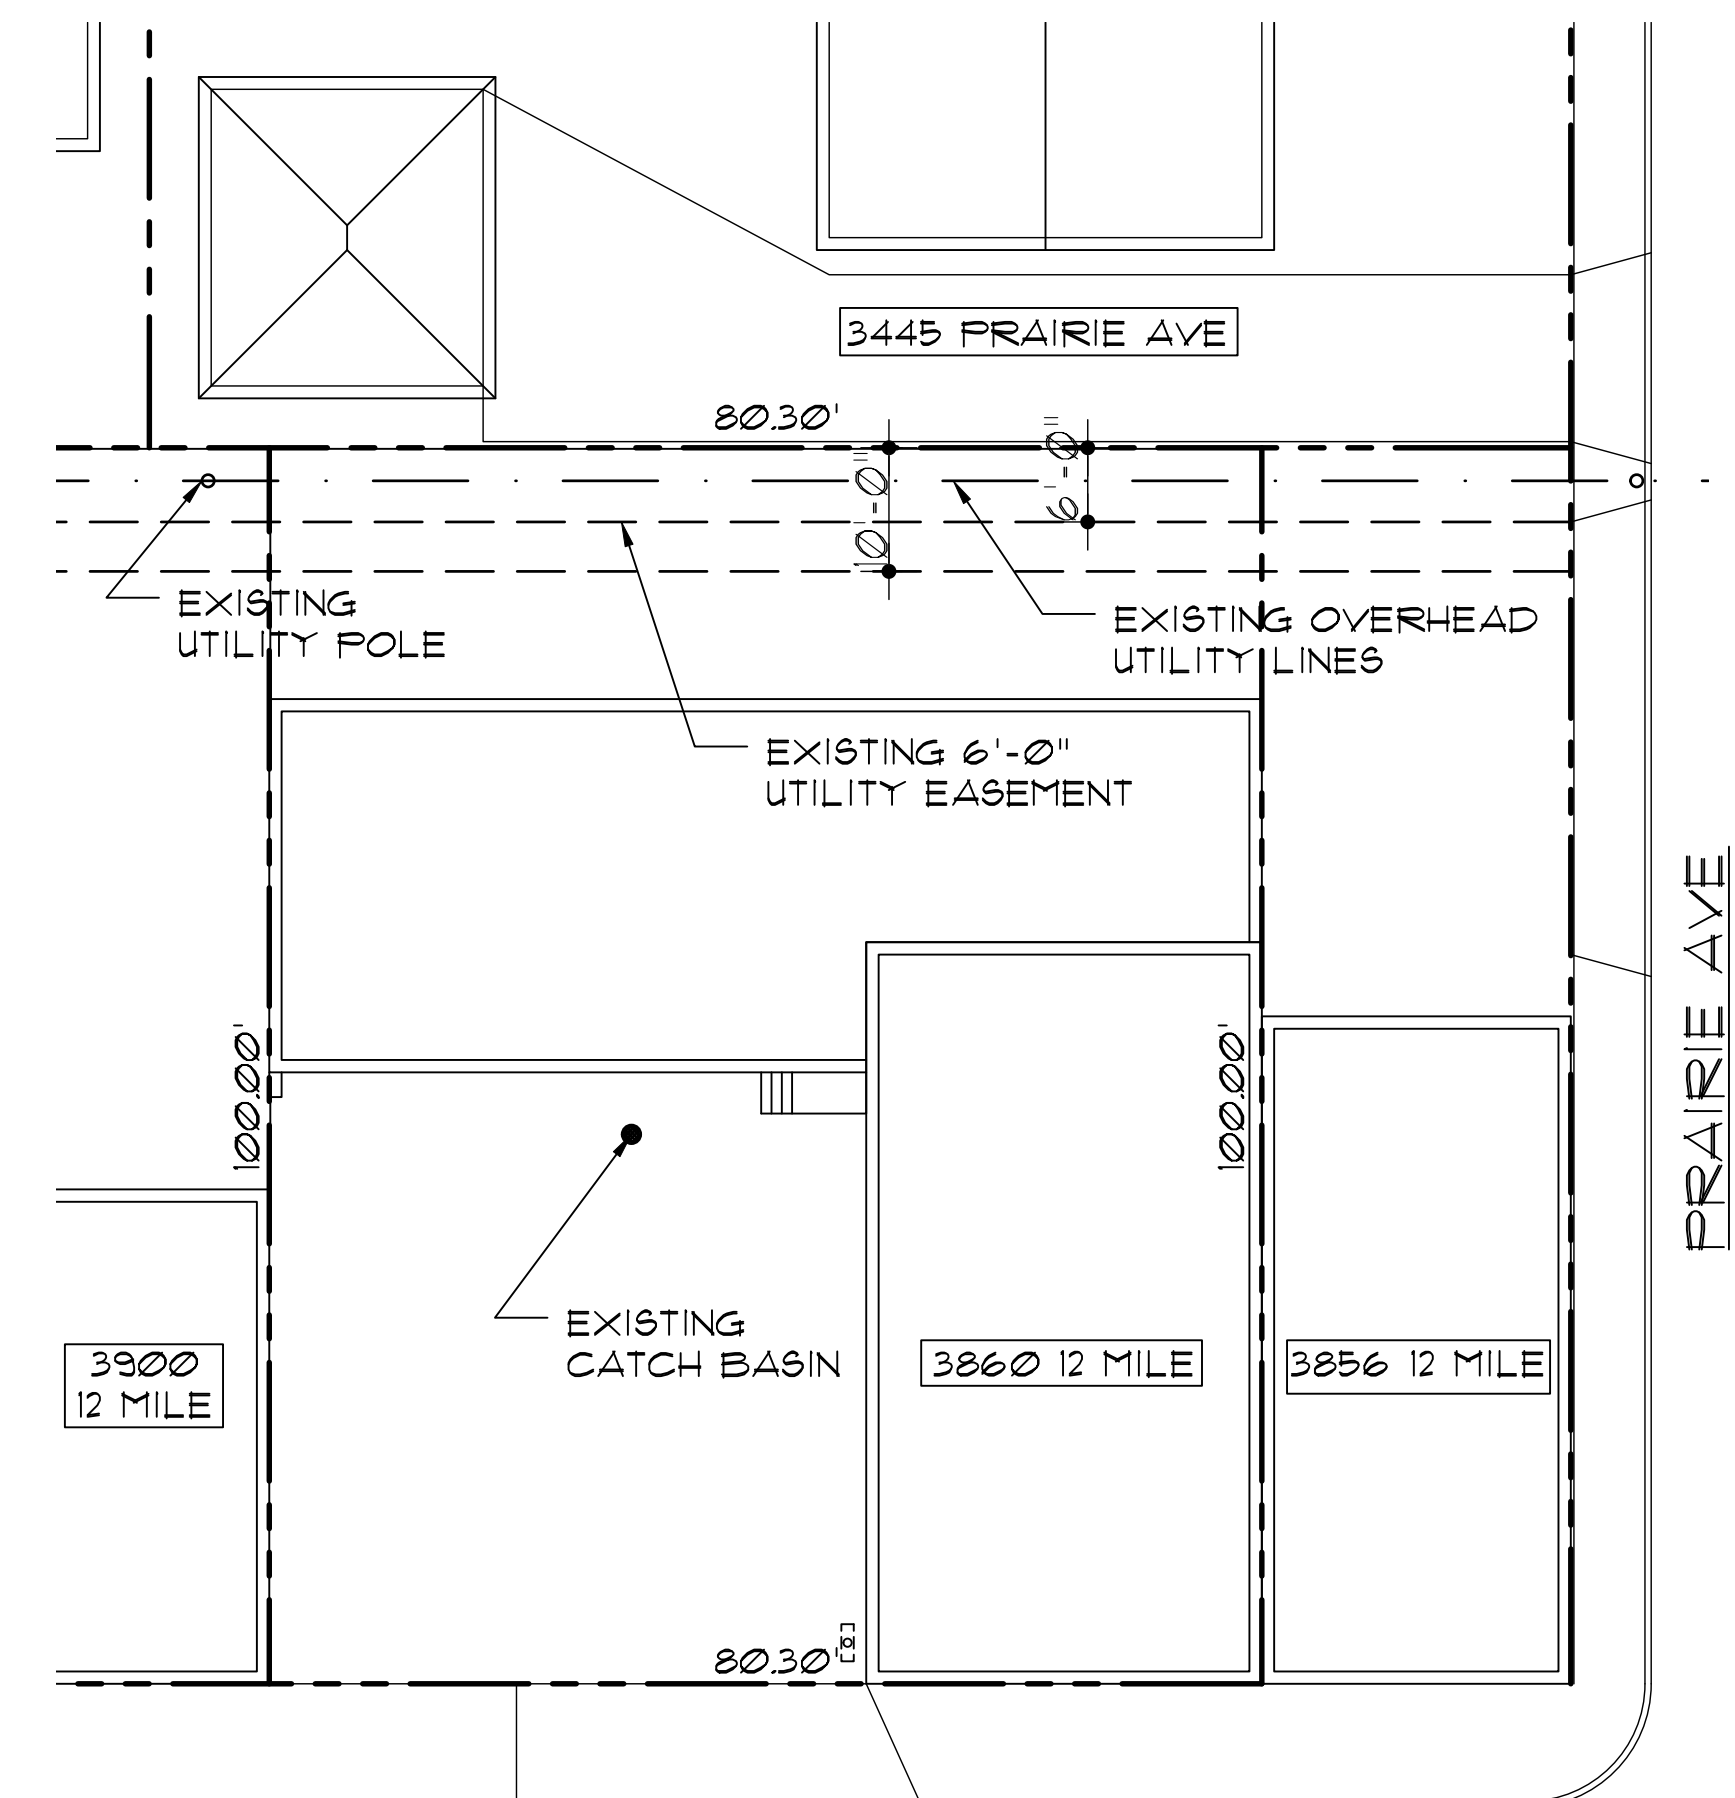 3445 PRAIRIE AVE
80.30'
10'-0"
6'-0"
EXISTING
UTILITY POLE
EXISTING OVERHEAD
UTILITY LINES
EXISTING 6'-0"
UTILITY EASEMENT
PRAIRIE AVE
100.00'
100.00'
EXISTING
CATCH BASIN
3900
12 MILE
3860 12 MILE
3856 12 MILE
80.30'